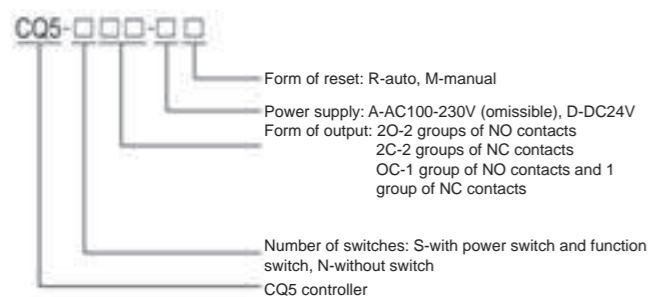 CQ5-□□□-□□
Form of reset: R-auto, M-manual
Power supply: A-AC100-230V (omissible), D-DC24V
Form of output: 2O-2 groups of NO contacts
2C-2 groups of NC contacts
OC-1 group of NO contacts and 1
group of NC contacts
Number of switches: S-with power switch and function
switch, N-without switch
CQ5 controller